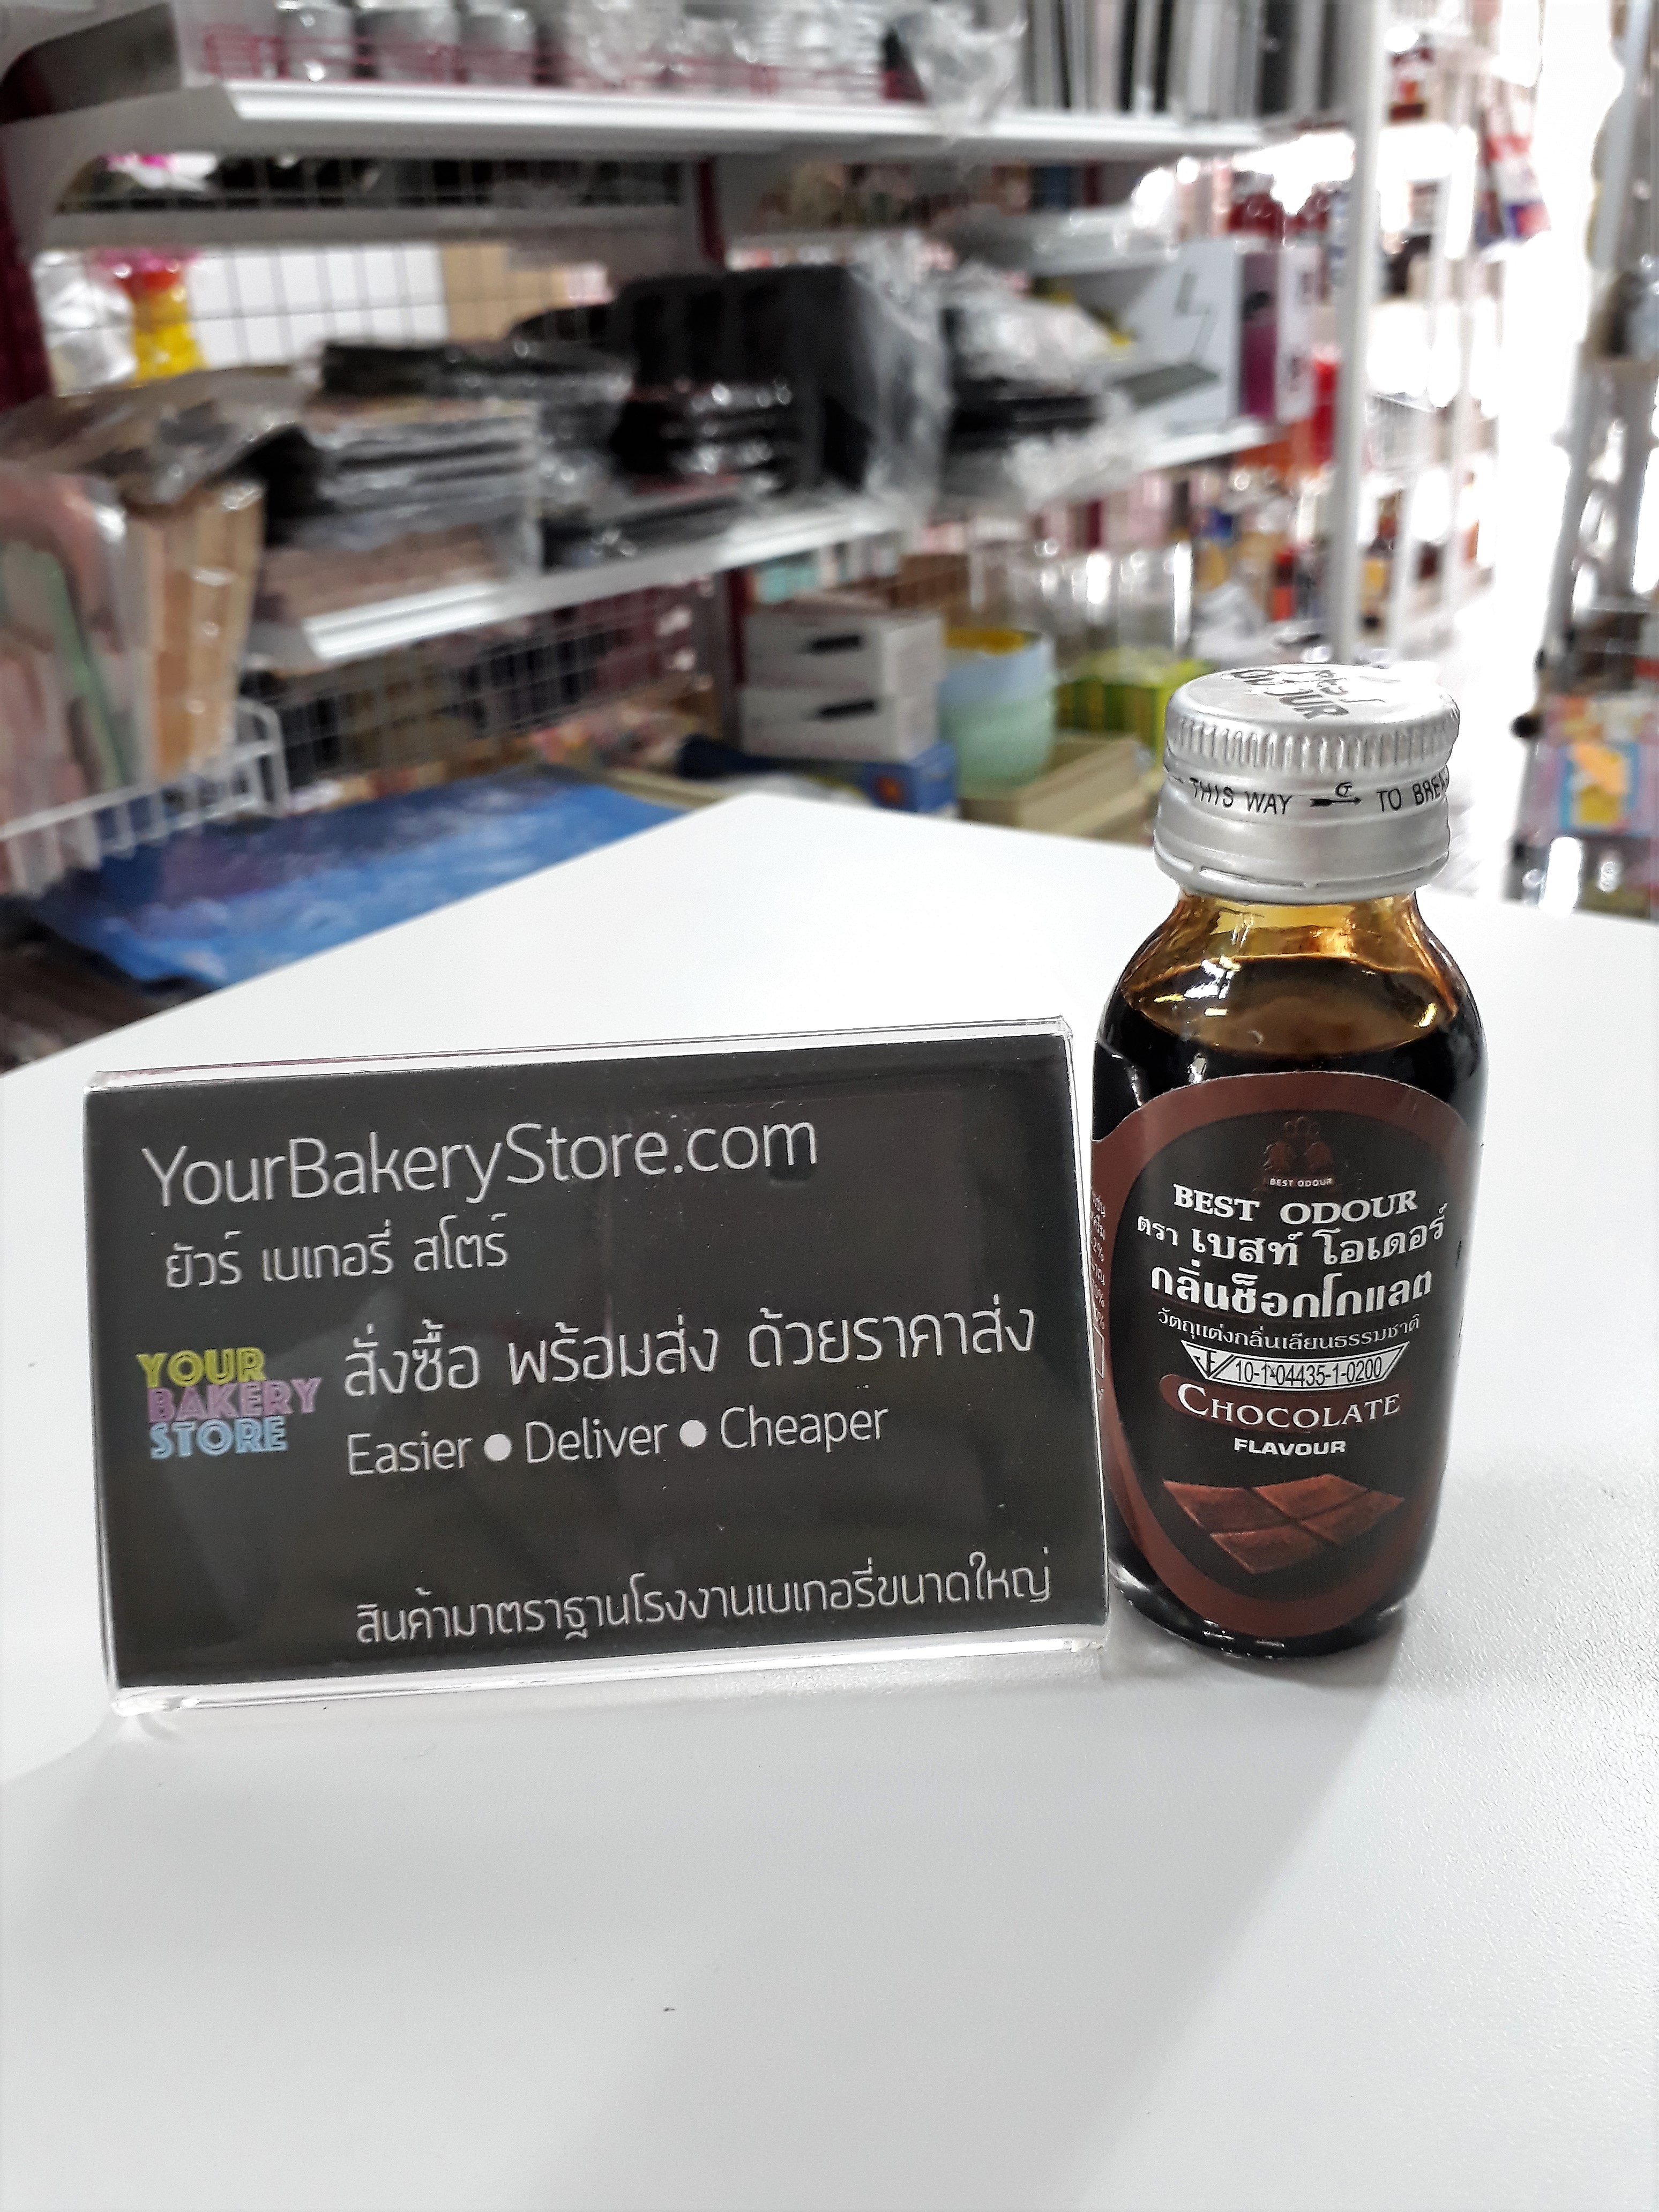 YourBakeryStore.com
ยัวร์ เบเกอรี่ สโตร์
YOUR
BAKERY
STORE
สั่งซื้อ พร้อมส่ง ด้วยราคาส่ง
Easier ● Deliver ● Cheaper
สินค้ามาตราฐานโรงงานเบเกอรี่ขนาดใหญ่
THIS WAY TO
BEST ODOUR
BEST ODOUR
ตรา เบสท์ โอเดอร์
กลิ่นช็อกโกแลต
วัตถุแต่งกลิ่นเลียนธรรมชาติ
10-1-04435-1-0200
CHOCOLATE
FLAVOUR